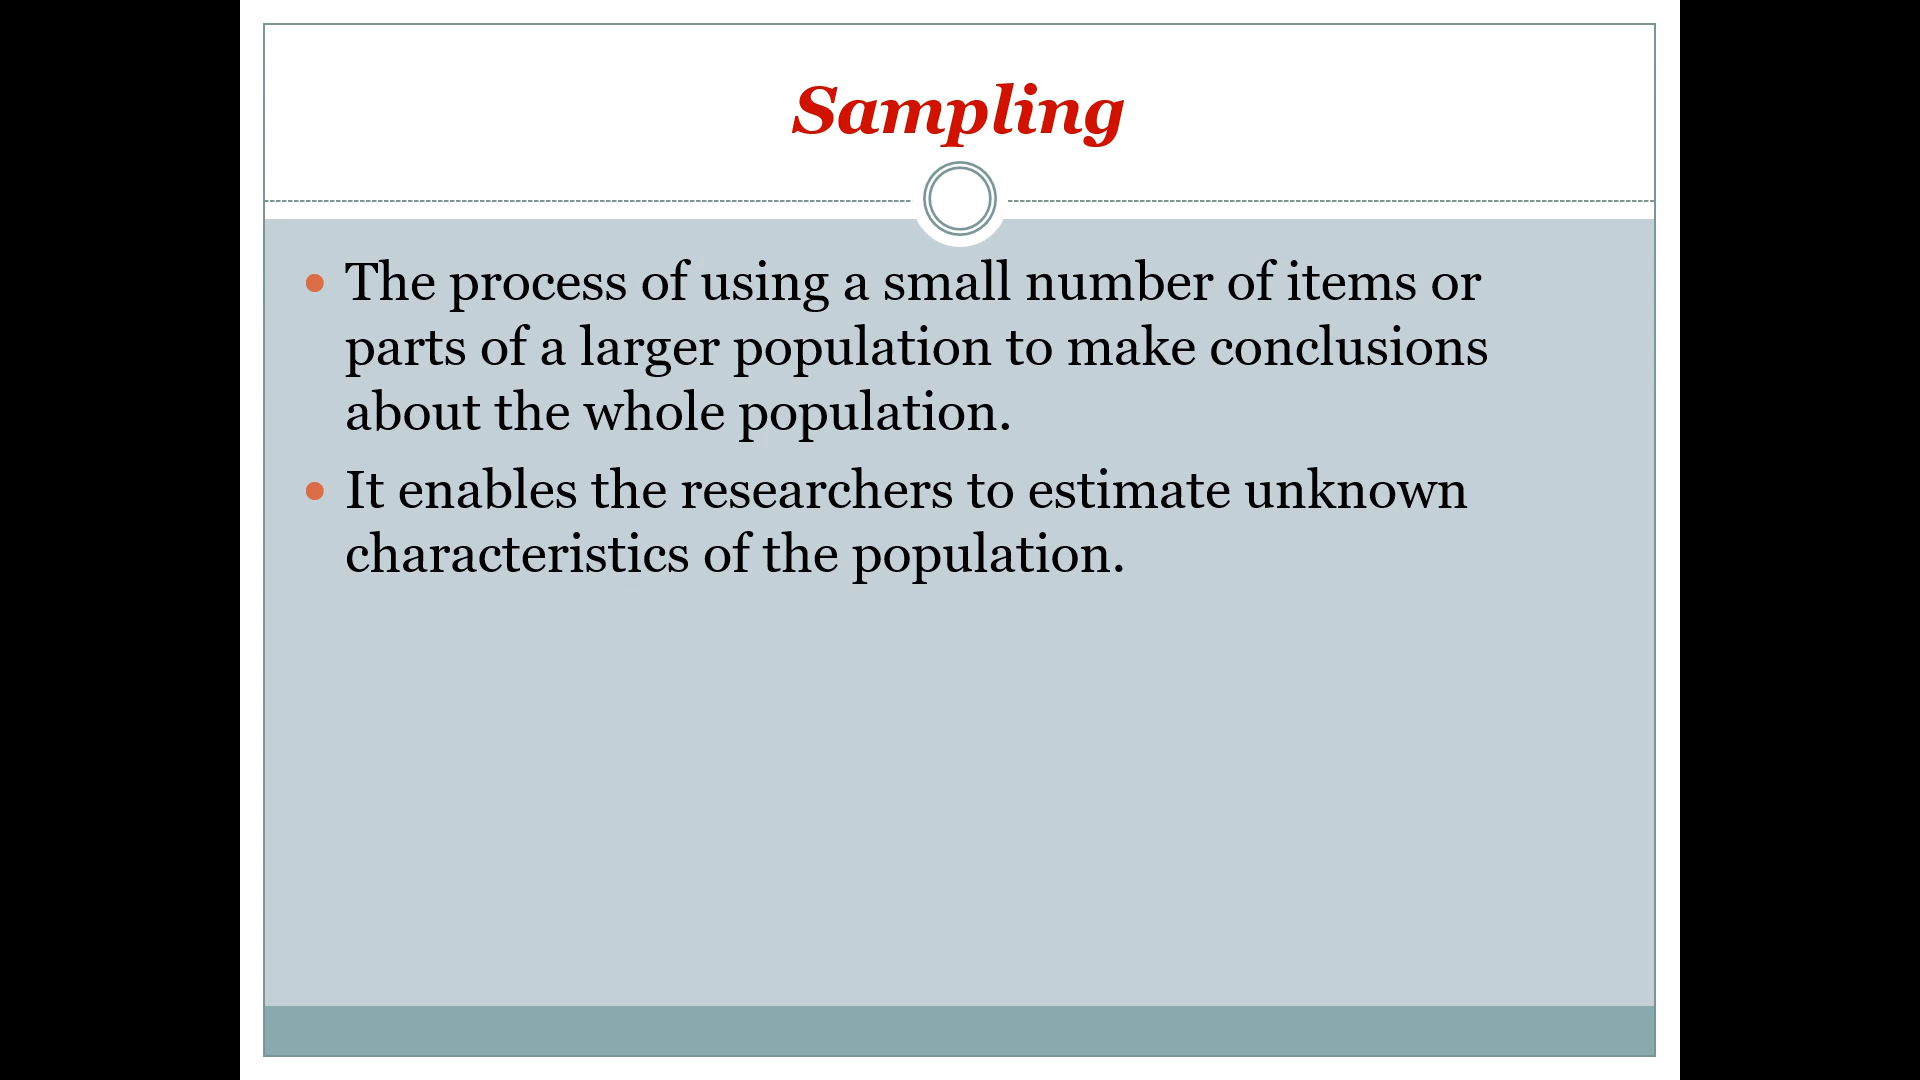 Sampling
The process of using a small number of items or
parts of a larger population to make conclusions
about the whole population.
It enables the researchers to estimate unknown
characteristics of the population.